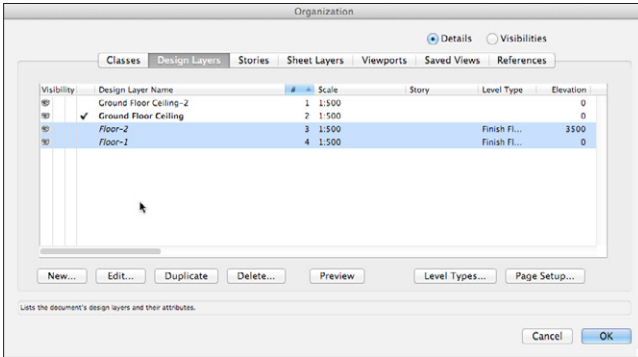 Organization
Details Visibilities
Classes Design Layers Stories Sheet Layers Viewports Saved Views References
Visibility Design Layer Name # Scale Story Level Type Elevation
Ground Floor Ceiling-2 1 1:500 0
✔ Ground Floor Ceiling 2 1:500 0
Floor-2 3 1:500 Finish Fl... 3500
Floor-1 4 1:500 Finish Fl... 0
New... Edit... Duplicate Delete... Preview Level Types... Page Setup...
Lists the document's design layers and their attributes.
Cancel OK